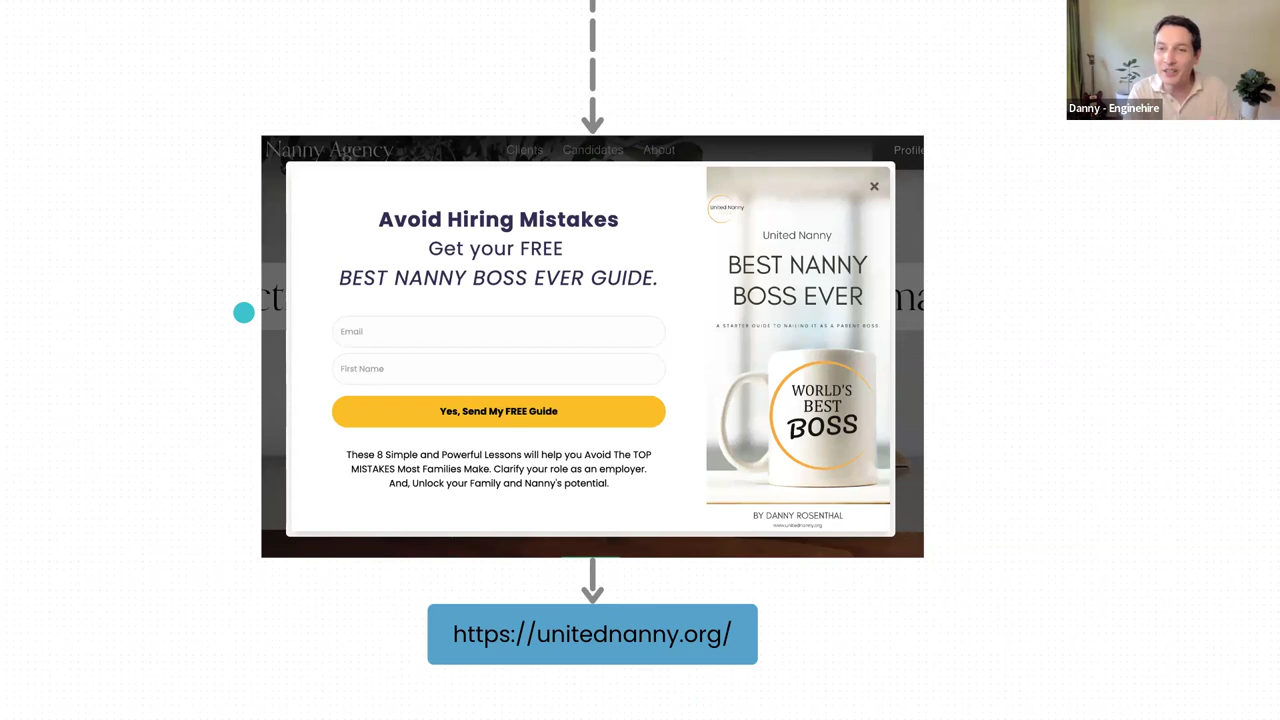 Danny - Enginehire
Nanny Agency
Clients
Candidates
About
Profile
Avoid Hiring Mistakes
Get your FREE
BEST NANNY BOSS EVER GUIDE.
Email
First Name
Yes, Send My FREE Guide
These 8 Simple and Powerful Lessons will help you Avoid The TOP
MISTAKES Most Families Make. Clarify your role as an employer.
And, Unlock your Family and Nanny's potential.
United Nanny
United Nanny
BEST NANNY
BOSS EVER
A STARTER GUIDE TO NAILING IT AS A PARENT BOSS.
WORLD'S
BEST
BOSS
BY DANNY ROSENTHAL
www.unitednanny.org
https://unitednanny.org/